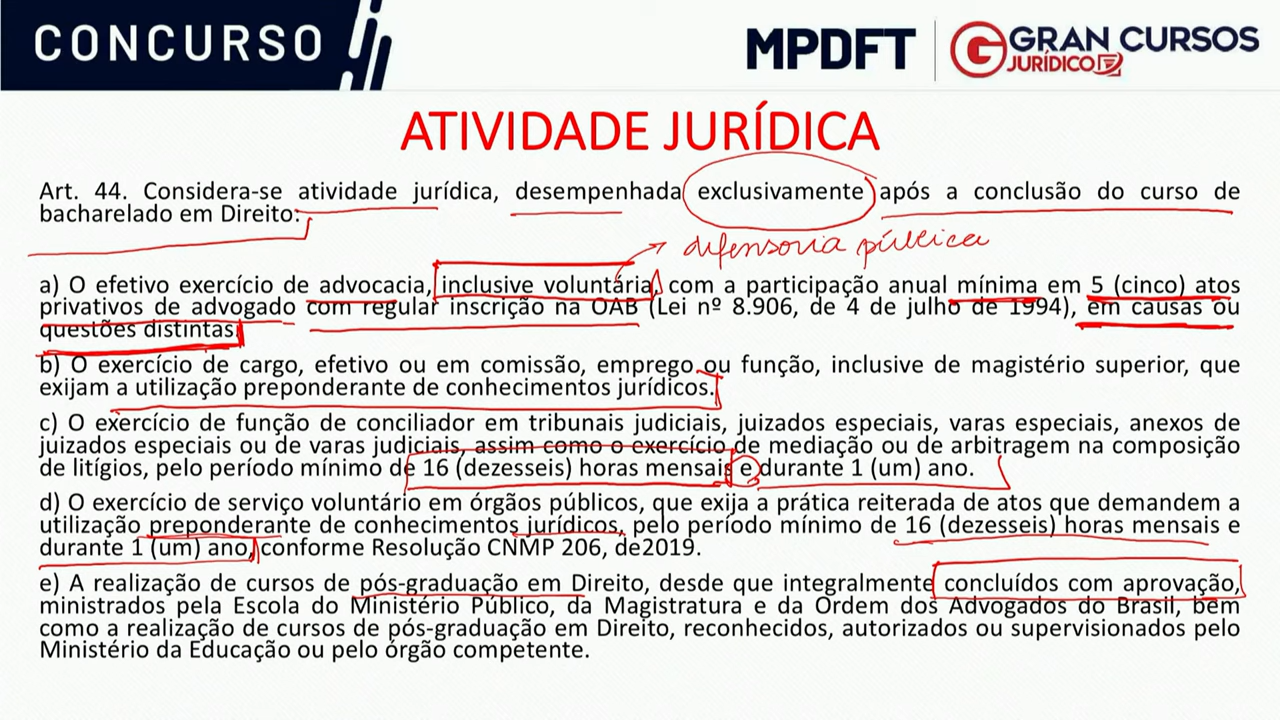 CONCURSO
MPDFT
GRAN CURSOS
JURÍDICO
ATIVIDADE JURÍDICA
Art. 44. Considera-se atividade jurídica, desempenhada exclusivamente após a conclusão do curso de
bacharelado em Direito:
defensoria pública
a) O efetivo exercício de advocacia, inclusive voluntária, com a participação anual mínima em 5 (cinco) atos
privativos de advogado com regular inscrição na OAB (Lei nº 8.906, de 4 de julho de 1994), em causas ou
questões distintas.
b) O exercício de cargo, efetivo ou em comissão, emprego ou função, inclusive de magistério superior, que
exijam a utilização preponderante de conhecimentos jurídicos.
c) O exercício de função de conciliador em tribunais judiciais, juizados especiais, varas especiais, anexos de
juizados especiais ou de varas judiciais, assim como o exercício de mediação ou de arbitragem na composição
de litígios, pelo período mínimo de 16 (dezesseis) horas mensais e durante 1 (um) ano.
d) O exercício de serviço voluntário em órgãos públicos, que exija a prática reiterada de atos que demandem a
utilização preponderante de conhecimentos jurídicos, pelo período mínimo de 16 (dezesseis) horas mensais e
durante 1 (um) ano, conforme Resolução CNMP 206, de2019.
e) A realização de cursos de pós-graduação em Direito, desde que integralmente concluídos com aprovação,
ministrados pela Escola do Ministério Público, da Magistratura e da Ordem dos Advogados do Brasil, bem
como a realização de cursos de pós-graduação em Direito, reconhecidos, autorizados ou supervisionados pelo
Ministério da Educação ou pelo órgão competente.